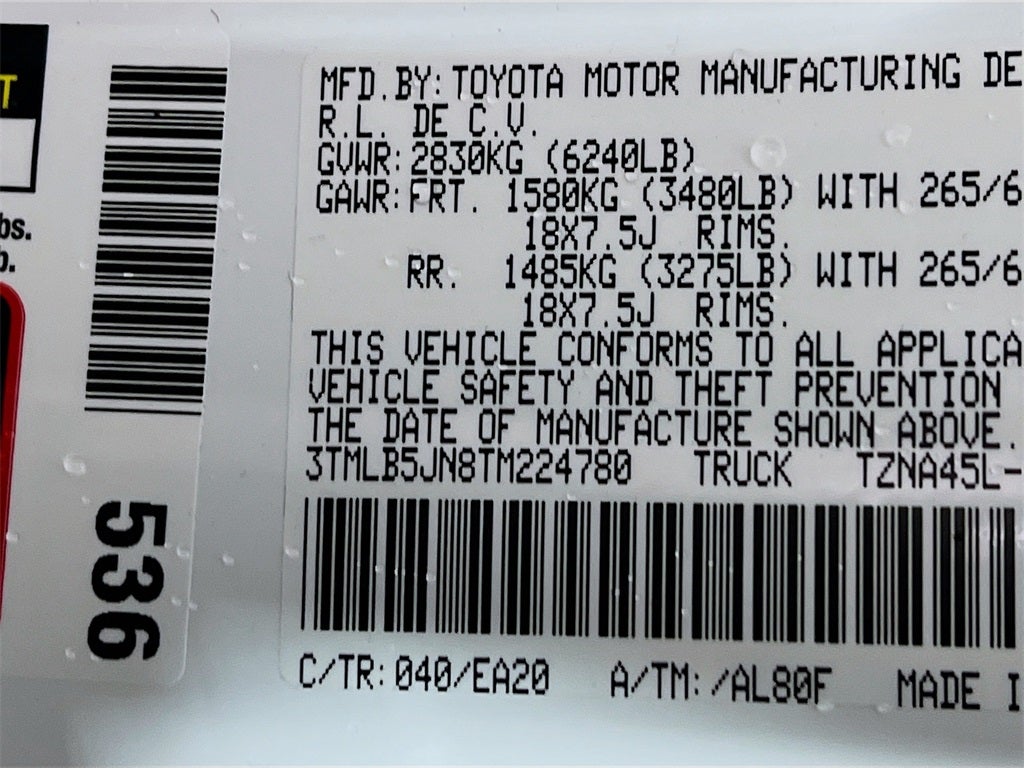 T
bs.
b.
536
MFD.BY:TOYOTA MOTOR MANUFACTURING DE
R.L. DE C.V.
GVWR:2830KG (6240LB)
GAWR:FRT. 1580KG (3480LB) WITH 265/6
18X7.5J RIMS.
RR. 1485KG (3275LB) WITH 265/6
18X7.5J RIMS.
THIS VEHICLE CONFORMS TO ALL APPLICA
VEHICLE SAFETY AND THEFT PREVENTION
THE DATE OF MANUFACTURE SHOWN ABOVE.
3TMLB5JN8TM224780 TRUCK TZNA45L-
C/TR:040/EA20 A/TM:/AL80F MADE I